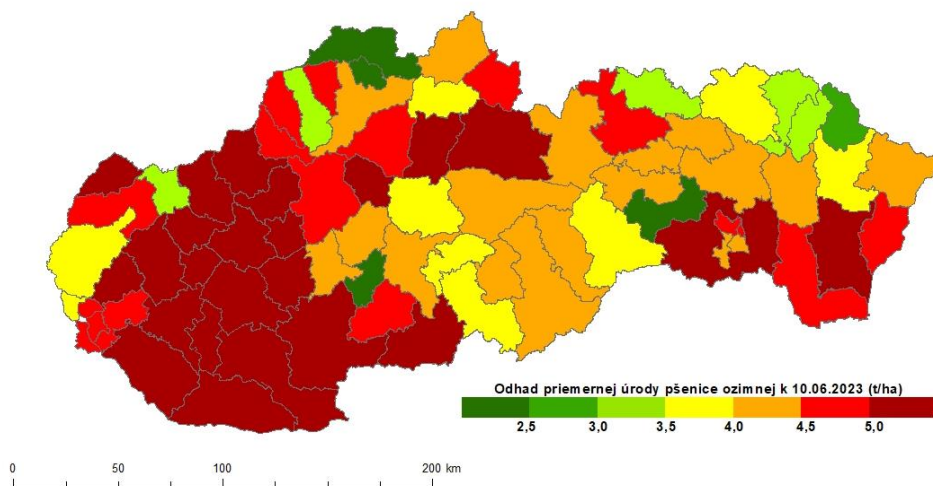 Odhad priemernej úrody pšenice ozimnej k 10.06.2023 (t/ha)
2,5 3,0 3,5 4,0 4,5 5,0
0 50 100 200 km